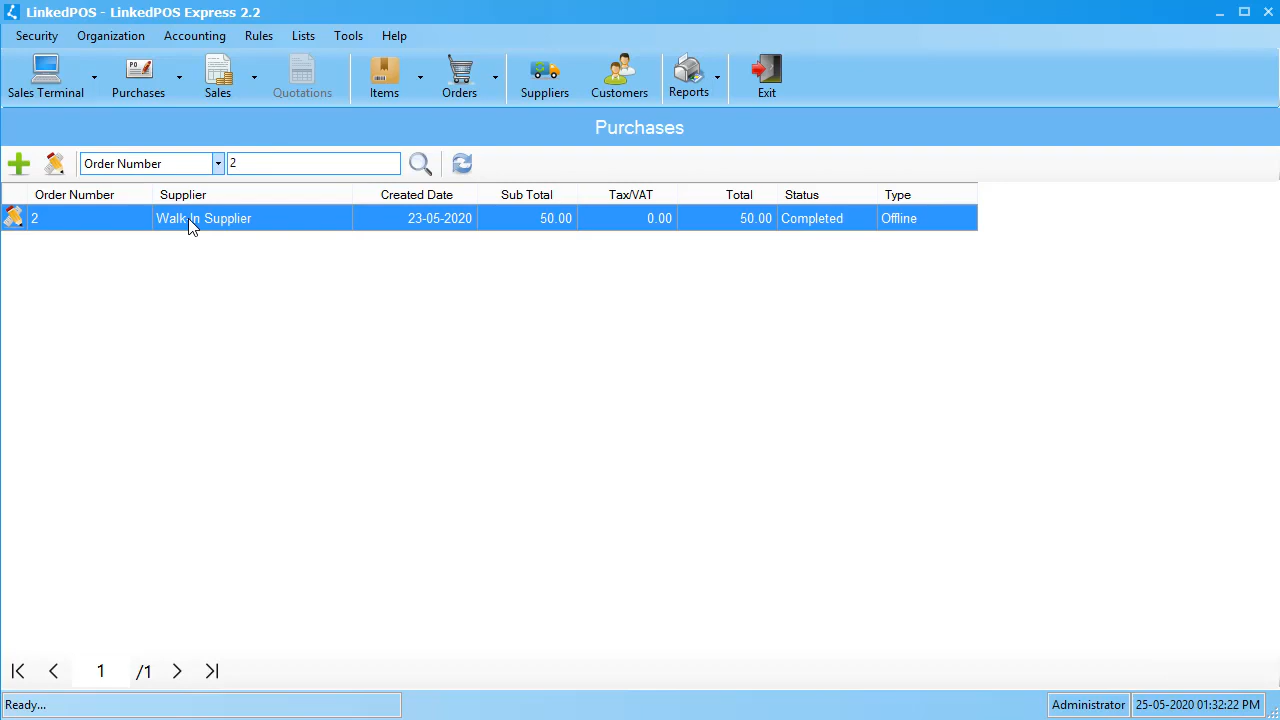 LinkedPOS - LinkedPOS Express 2.2
Security Organization Accounting Rules Lists Tools Help
Sales Terminal Purchases Sales Quotations Items Orders Suppliers Customers Reports Exit
Purchases
Order Number 2
Order Number Supplier Created Date Sub Total Tax/VAT Total Status Type
2 Walk In Supplier 23-05-2020 50.00 0.00 50.00 Completed Offline
1 /1
Ready... Administrator 25-05-2020 01:32:22 PM